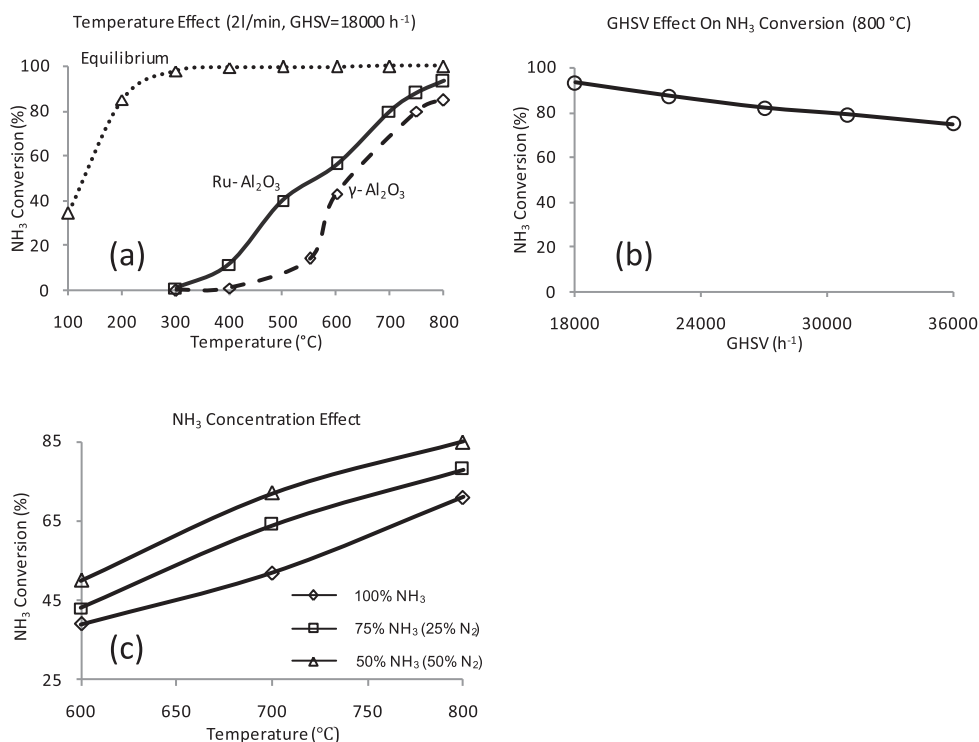 Temperature Effect (2l/min, GHSV=18000 h⁻¹)
NH₃ Conversion (%)
100
80
60
40
20
0
Equilibrium
Ru-Al₂O₃
γ-Al₂O₃
(a)
100 200 300 400 500 600 700 800
Temperature (°C)
GHSV Effect On NH₃ Conversion (800 °C)
NH₃ Conversion (%)
100
80
60
40
20
0
(b)
18000 24000 30000 36000
GHSV (h⁻¹)
NH₃ Concentration Effect
NH₃ Conversion (%)
85
65
45
25
100% NH₃
75% NH₃ (25% N₂)
50% NH₃ (50% N₂)
(c)
600 650 700 750 800
Temperature (°C)